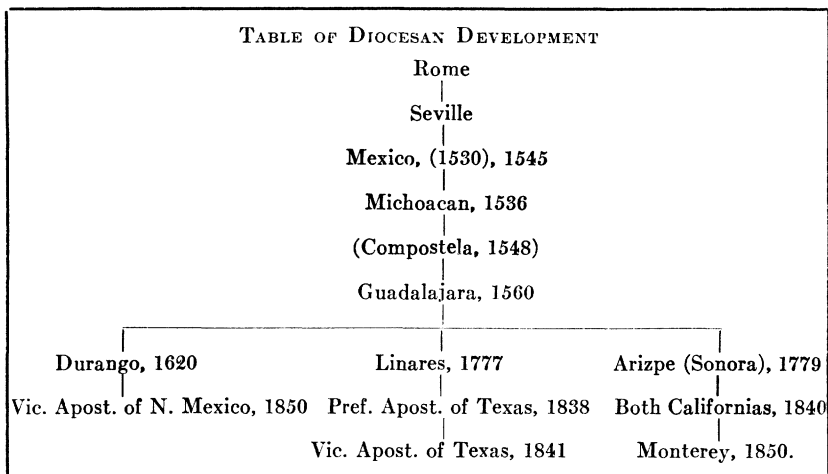 TABLE OF DIOCESAN DEVELOPMENT
Rome
Seville
Mexico, (1530), 1545
Michoacan, 1536
(Compostela, 1548)
Guadalajara, 1560
Durango, 1620 Linares, 1777 Arizpe (Sonora), 1779
Vic. Apost. of N. Mexico, 1850 Pref. Apost. of Texas, 1838 Both Californias, 1840
Vic. Apost. of Texas, 1841 Monterey, 1850.